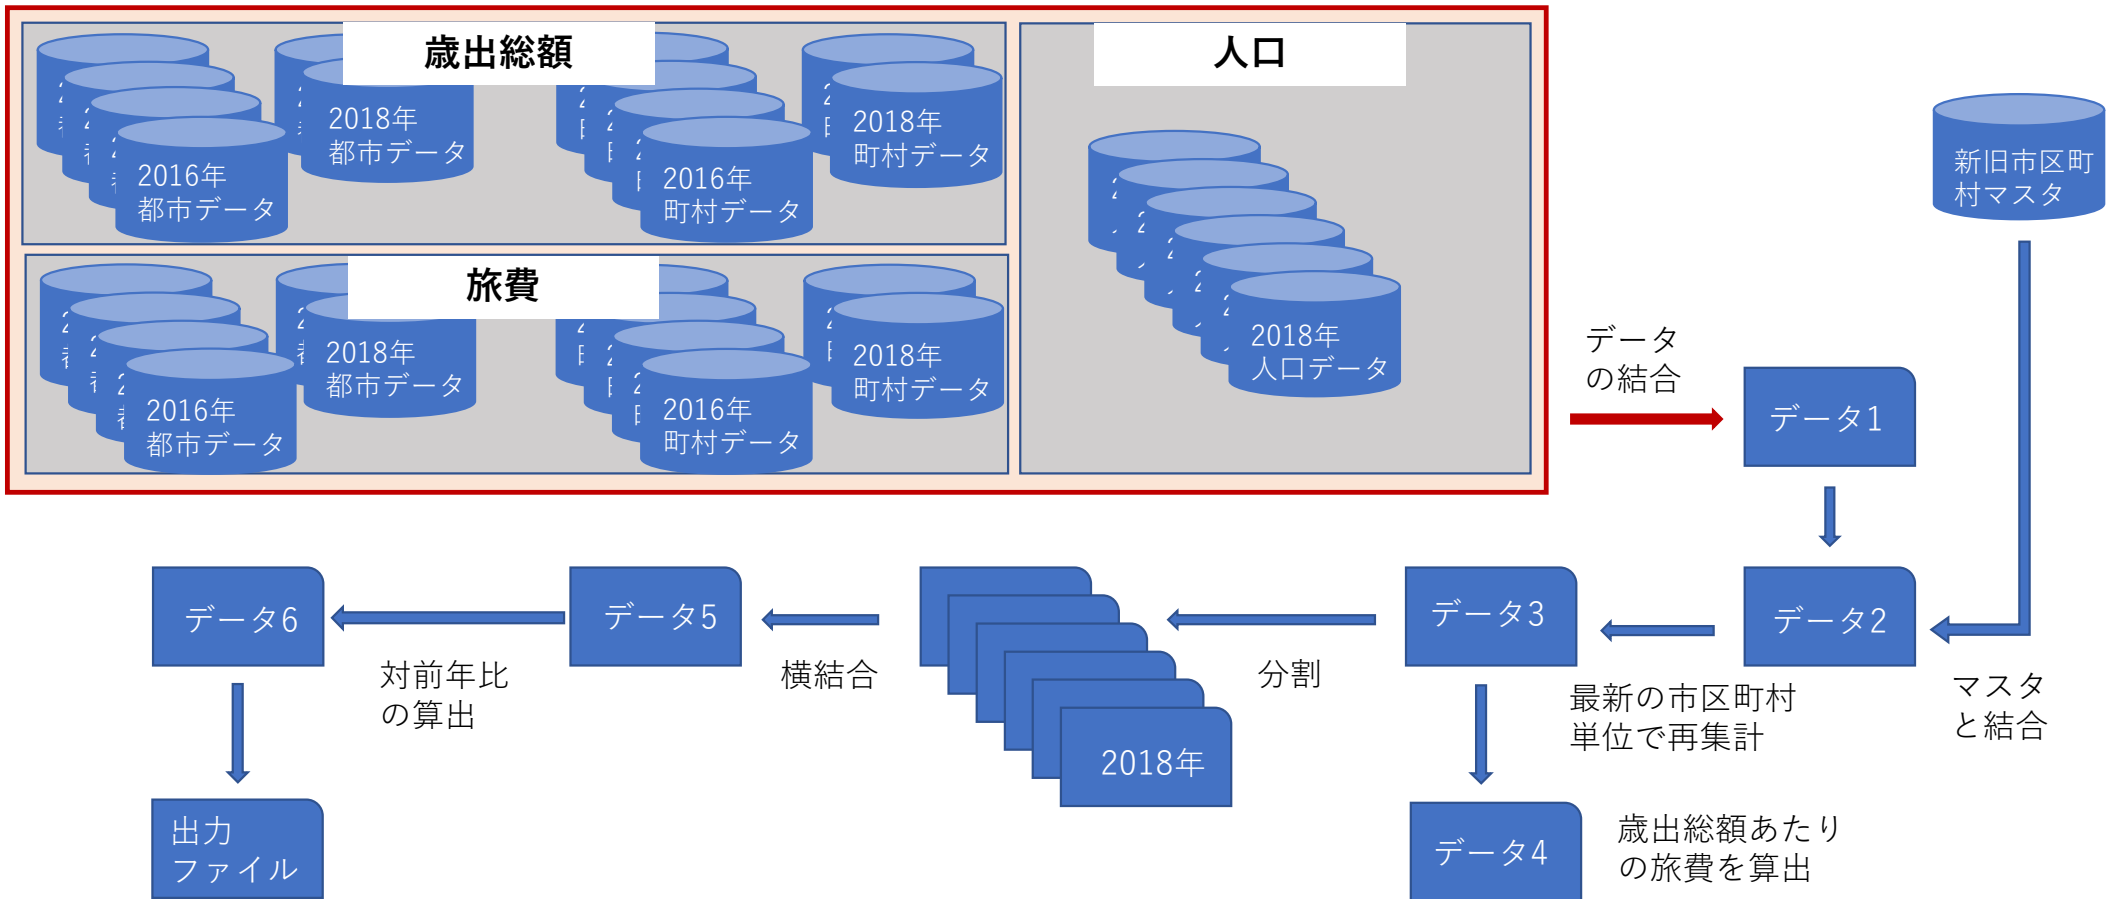 歳出総額
2016年
都市データ
2018年
都市データ
2016年
町村データ
2018年
町村データ
人口
2018年
人口データ
新旧市区町
村マスタ
旅費
2016年
都市データ
2018年
都市データ
2016年
町村データ
2018年
町村データ
データ
の結合
データ1
データ2
マスタ
と結合
最新の市区町村
単位で再集計
データ3
データ4
歳出総額あたり
の旅費を算出
分割
2018年
横結合
データ5
対前年比
の算出
データ6
出力
ファイル